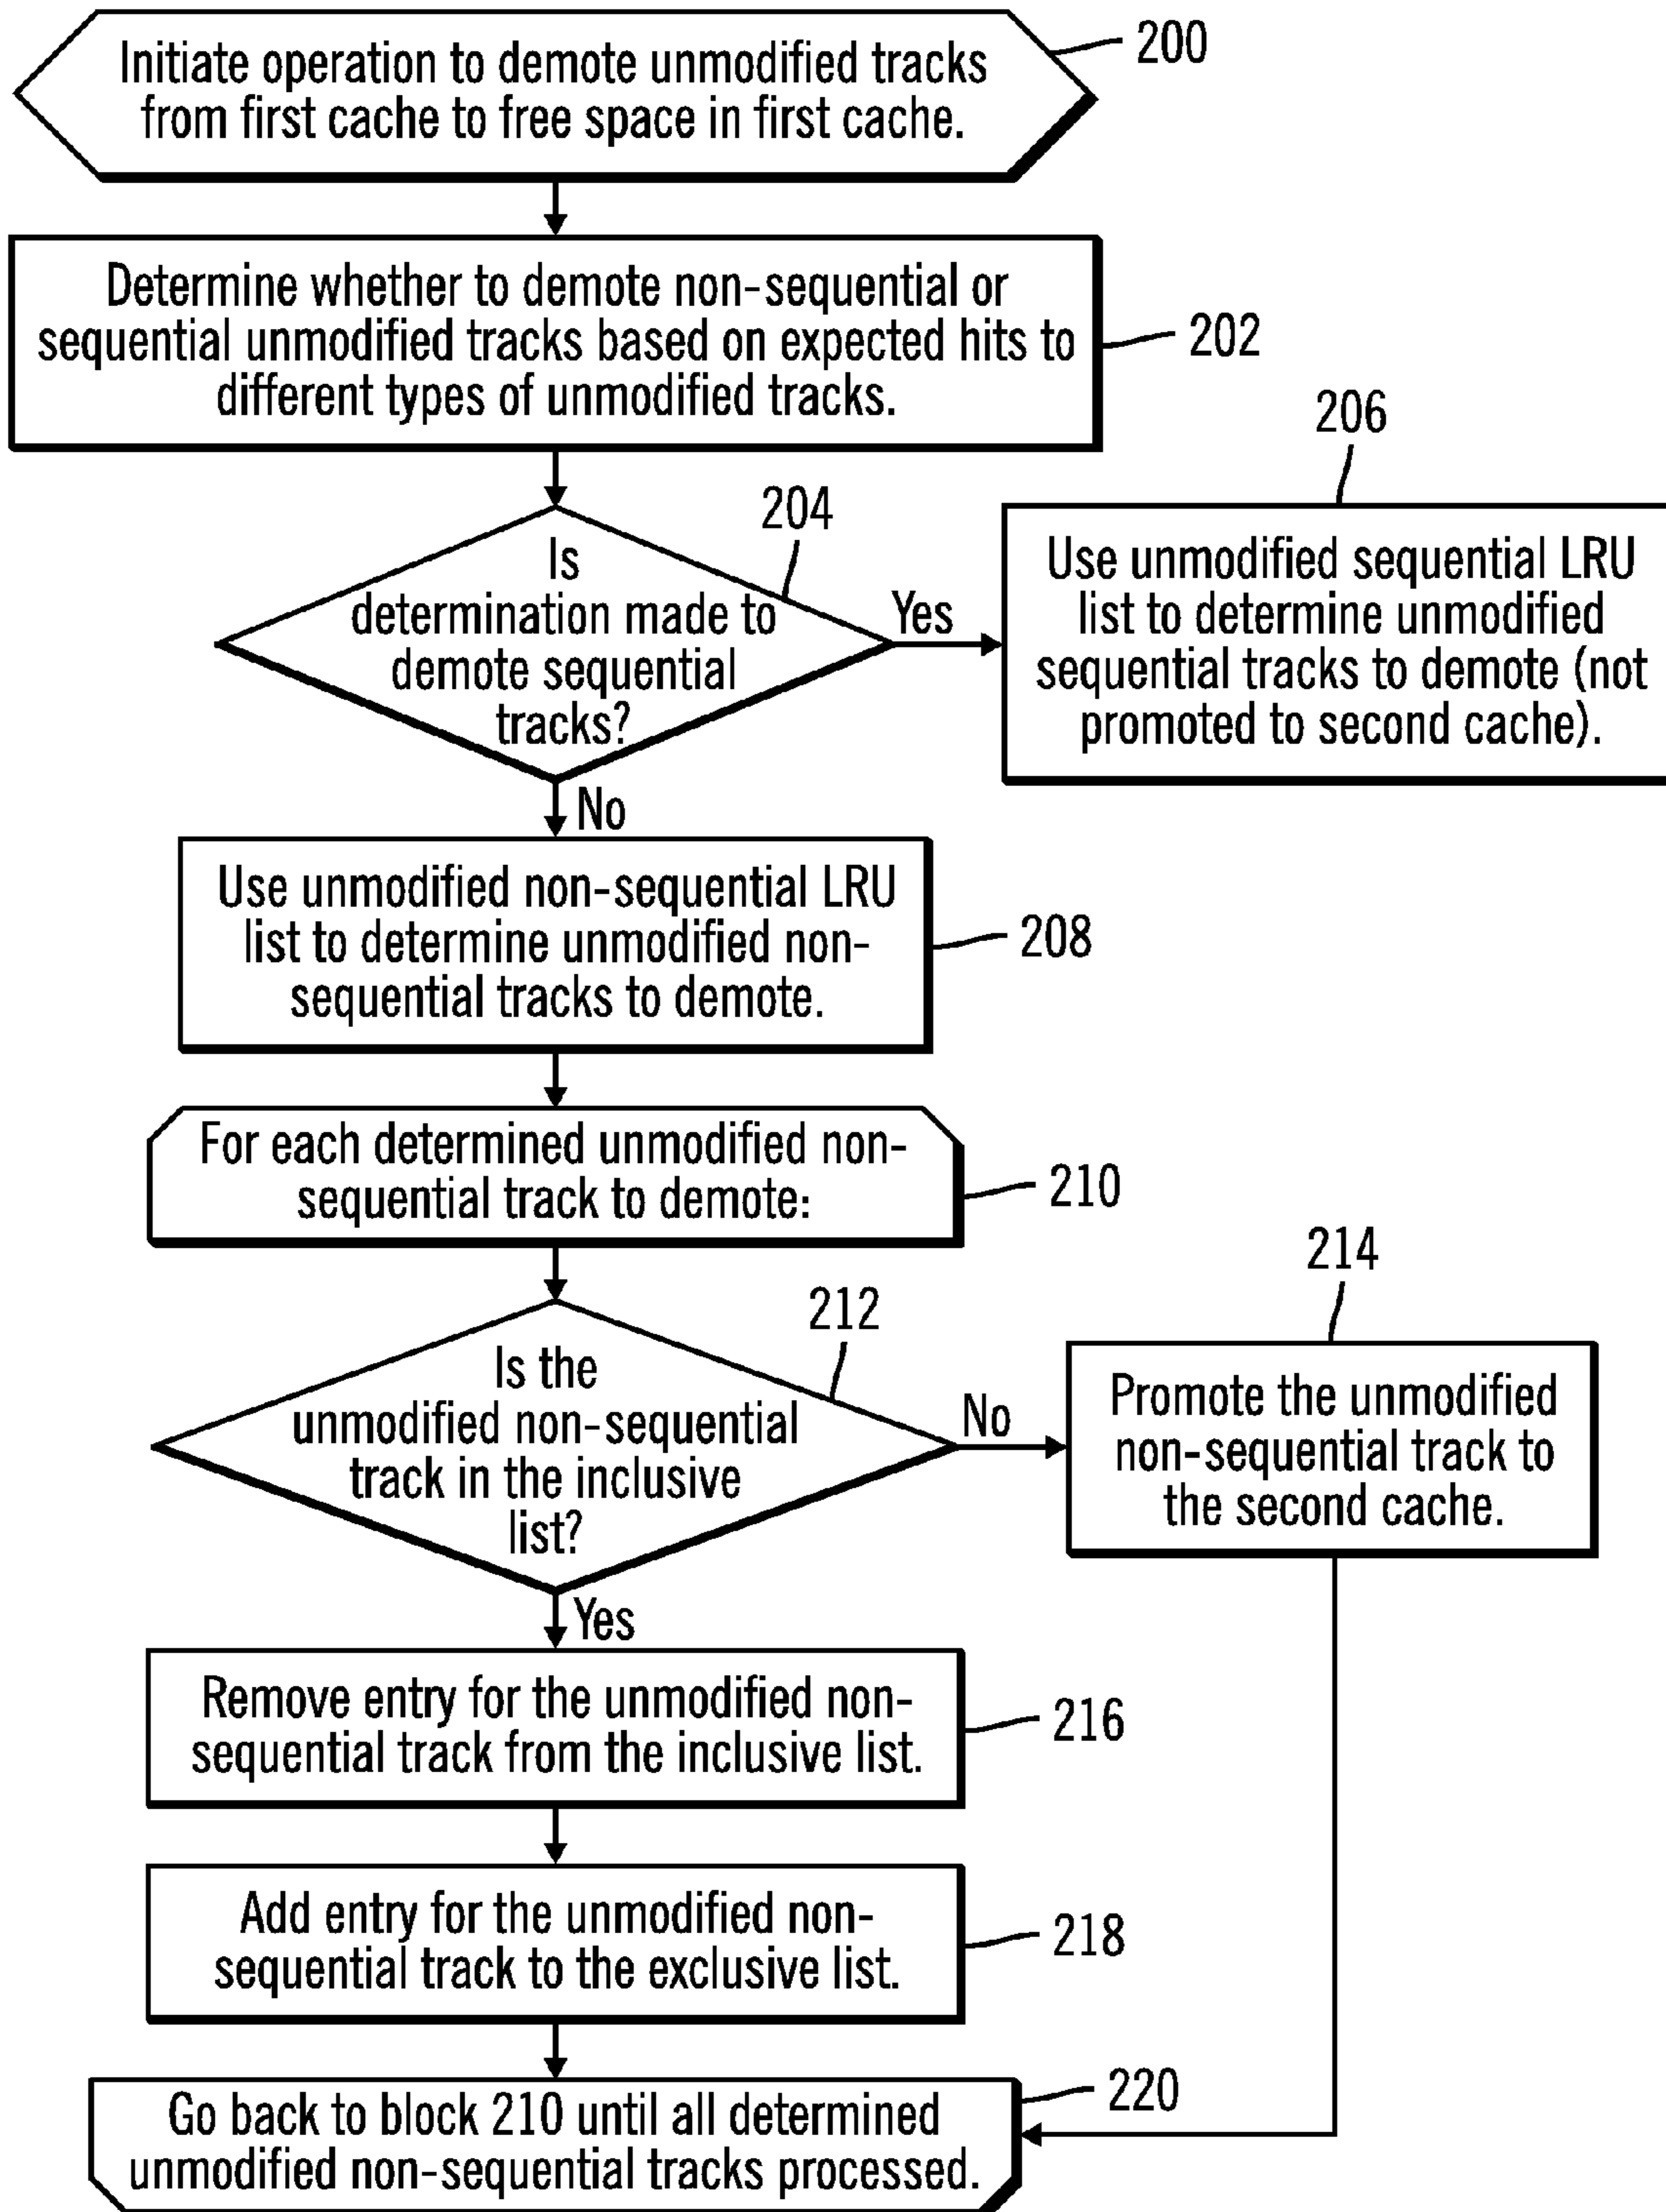 Initiate operation to demote unmodified tracks
from first cache to free space in first cache.
200
Determine whether to demote non-sequential or
sequential unmodified tracks based on expected hits to
different types of unmodified tracks.
202
204
Is
determination made to
demote sequential
tracks?
Yes
206
Use unmodified sequential LRU
list to determine unmodified
sequential tracks to demote (not
promoted to second cache).
No
Use unmodified non-sequential LRU
list to determine unmodified non-
sequential tracks to demote.
208
For each determined unmodified non-
sequential track to demote:
210
212
Is the
unmodified non-sequential
track in the inclusive
list?
No
214
Promote the unmodified
non-sequential track to
the second cache.
Yes
Remove entry for the unmodified non-
sequential track from the inclusive list.
216
Add entry for the unmodified non-
sequential track to the exclusive list.
218
Go back to block 210 until all determined
unmodified non-sequential tracks processed.
220